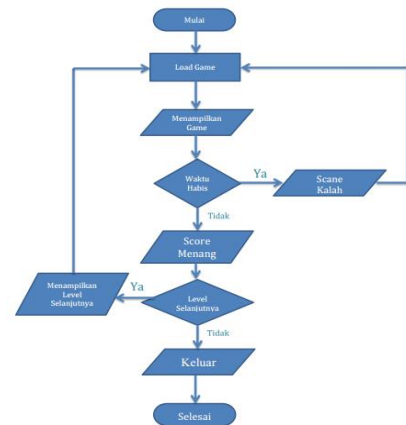 Mulai
Load Game
Menampilkan
Game
Waktu
Habis
Ya
Scane
Kalah
Tidak
Score
Menang
Menampilkan
Level
Selanjutnya
Ya
Level
Selanjutnya
Tidak
Keluar
Selesai